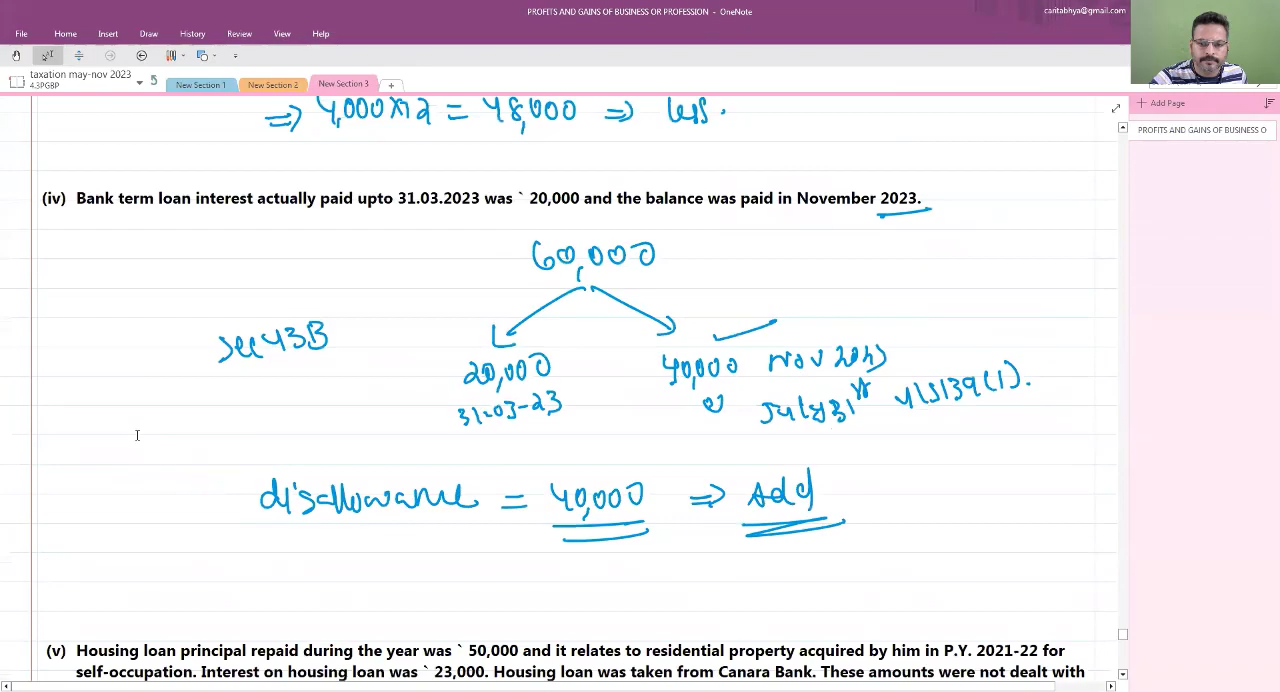 PROFITS AND GAINS OF BUSINESS OR PROFESSION - OneNote
caritabhya@gmail.com
File Home Insert Draw History Review View Help
taxation may-nov 2023
4.3PGBP
5
New Section 1 New Section 2 New Section 3 +
+ Add Page
PROFITS AND GAINS OF BUSINESS O
⇒ 4,000×12 = 48,000 ⇒ less.
(iv) Bank term loan interest actually paid upto 31.03.2023 was ` 20,000 and the balance was paid in November 2023.
60,000
sec 43B
20,000 40,000 Nov 2023
31-03-23 July 31st u/s 139(1).
disallowance = 40,000 ⇒ Add
(v) Housing loan principal repaid during the year was ` 50,000 and it relates to residential property acquired by him in P.Y. 2021-22 for
self-occupation. Interest on housing loan was ` 23,000. Housing loan was taken from Canara Bank. These amounts were not dealt with